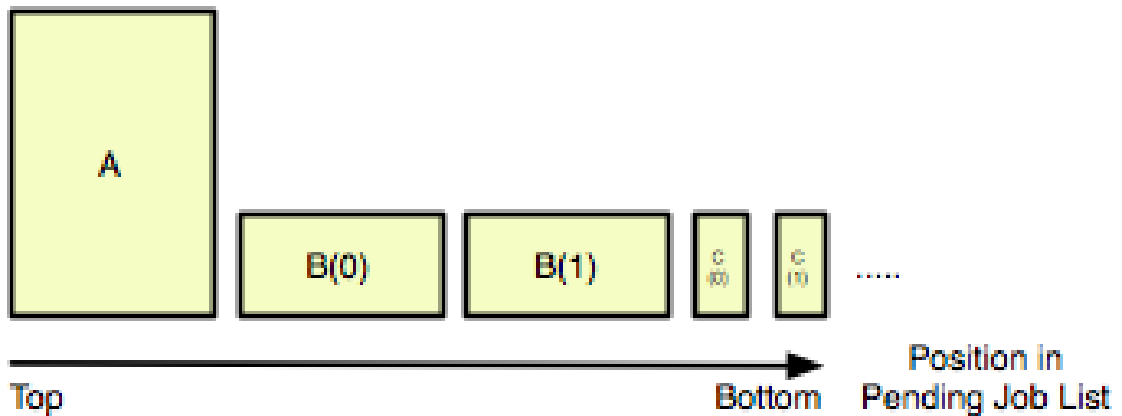 A
B(0)
B(1)
C
(0)
C
(1)
.....
Top
Bottom
Position in
Pending Job List